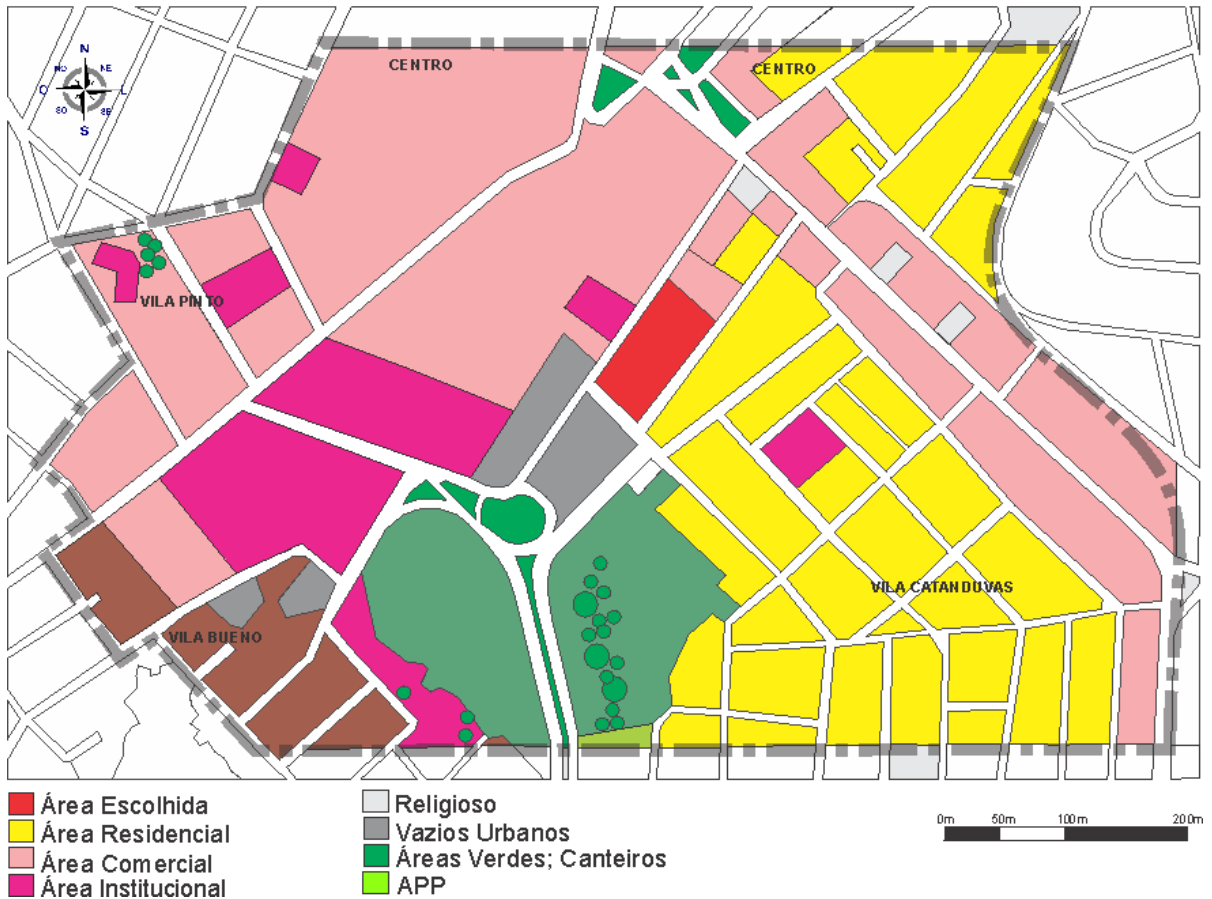 CENTRO
CENTRO
N
NO
NE
O
L
SO
SE
S
VILA PINTO
VILA CATANDUVAS
VILA BUENO
Área Escolhida
Área Residencial
Área Comercial
Área Institucional
Religioso
Vazios Urbanos
Áreas Verdes; Canteiros
APP
0m 50m 100m 200m